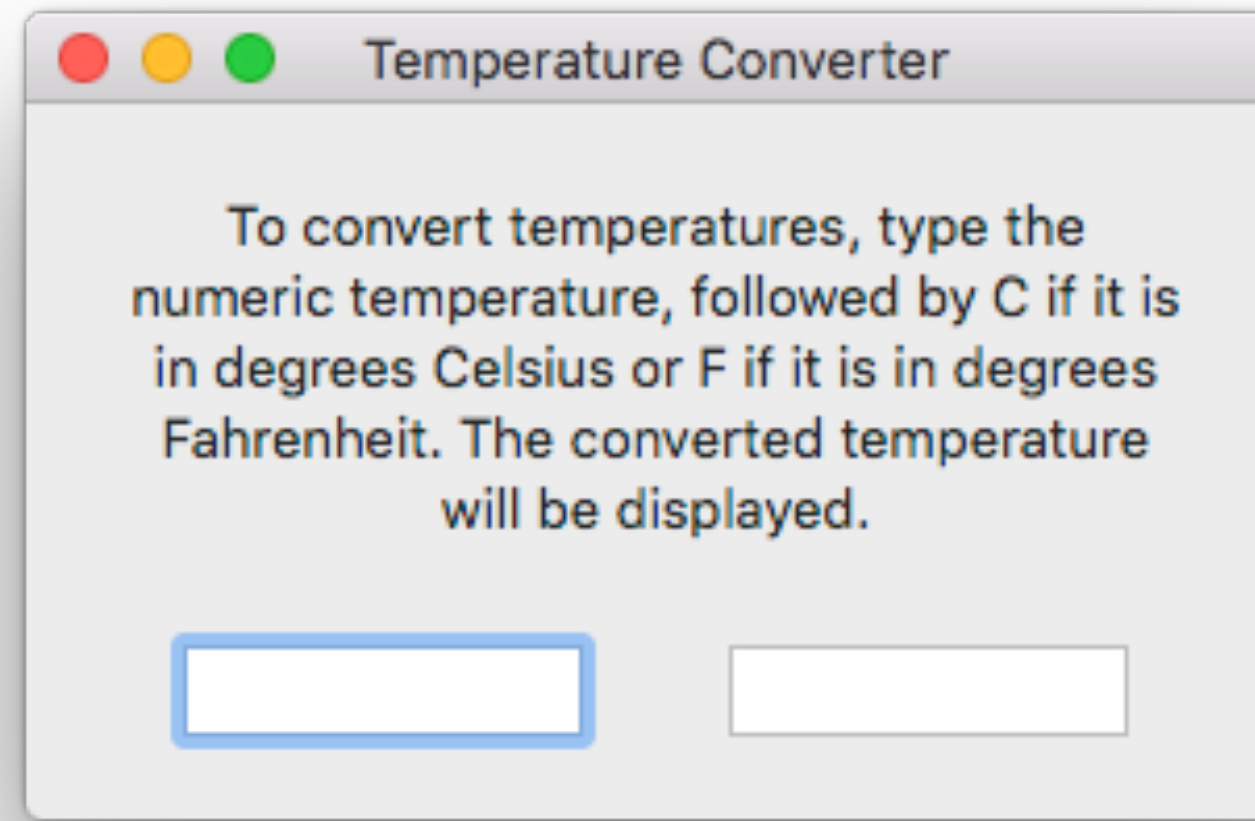 Temperature Converter
To convert temperatures, type the
numeric temperature, followed by C if it is
in degrees Celsius or F if it is in degrees
Fahrenheit. The converted temperature
will be displayed.